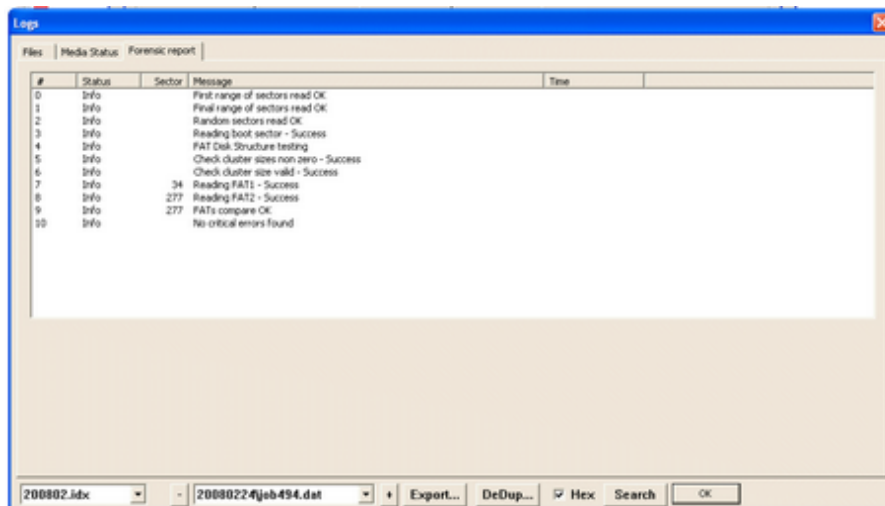 Logs
Files Media Status Forensic report
# Status Sector Message Time
0 Info First range of sectors read OK
1 Info Final range of sectors read OK
2 Info Random sectors read OK
3 Info Reading boot sector - Success
4 Info FAT Disk Structure testing
5 Info Check cluster sizes non zero - Success
6 Info Check cluster size valid - Success
7 Info 34 Reading FAT1 - Success
8 Info 277 Reading FAT2 - Success
9 Info 277 FATs compare OK
10 Info No critical errors found
200802.idx - 20080224\job494.dat + Export... DeDup... Hex Search OK